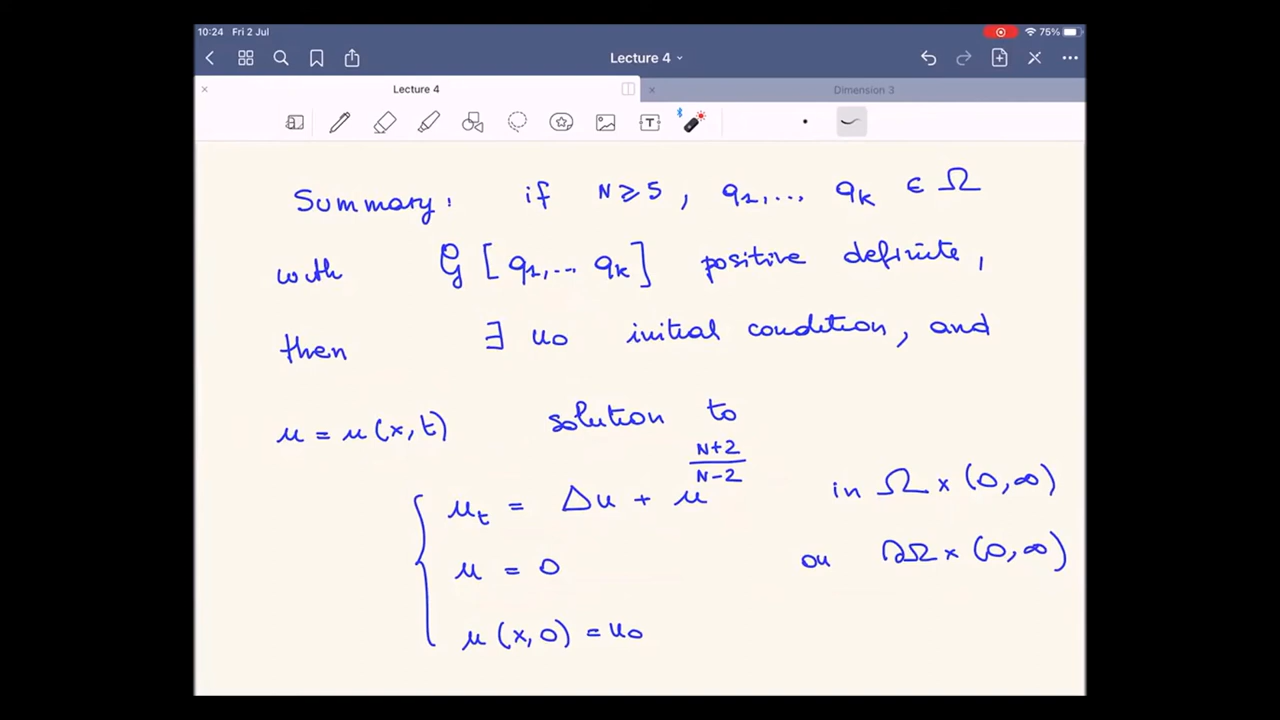 10:24 Fri 2 Jul 75%
Lecture 4
Lecture 4 Dimension 3
Summary: if N ≥ 5, q₁,... qₖ ∈ Ω
with 𝒢 [q₁,... qₖ] positive definite,
then ∃ u₀ initial condition, and
u = u(x,t) solution to
u_t = Δu + u^{\frac{N+2}{N-2}} in Ω × (0,∞)
u = 0 on ∂Ω × (0,∞)
u(x,0) = u₀